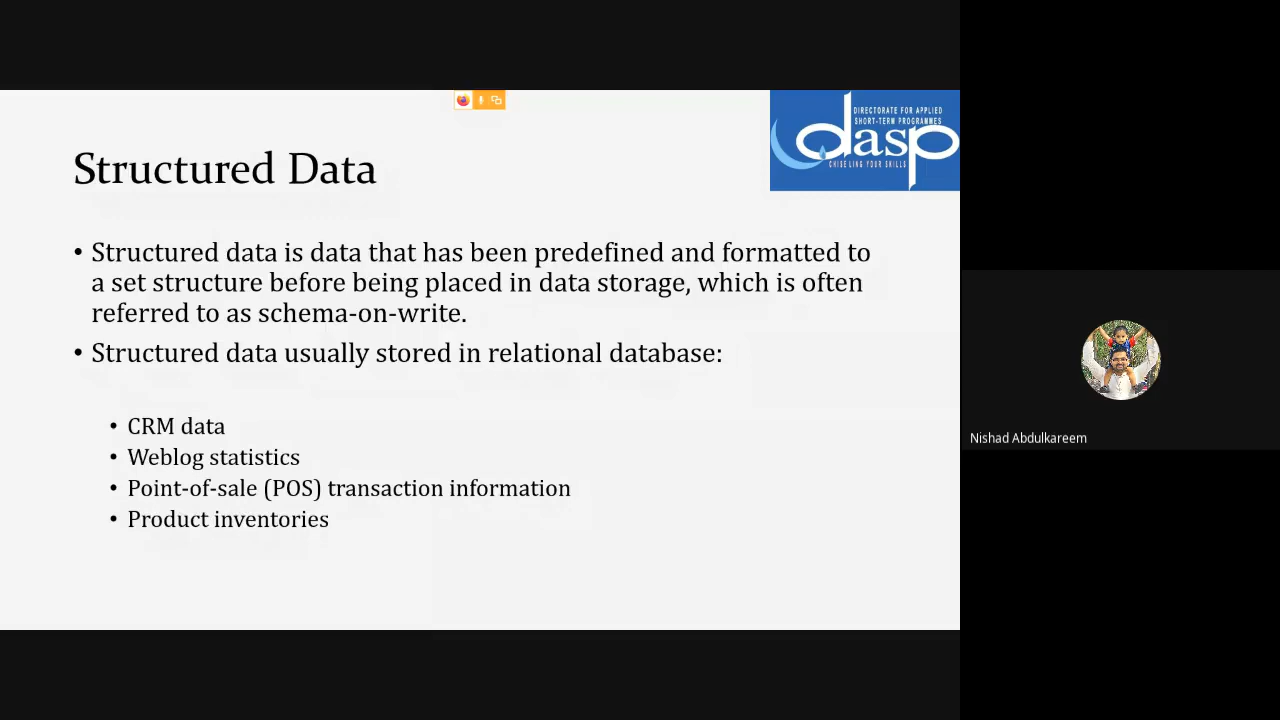 DIRECTORATE FOR APPLIED
SHORT-TERM PROGRAMMES
dasp
CHISELING YOUR SKILLS
Structured Data
• Structured data is data that has been predefined and formatted to
a set structure before being placed in data storage, which is often
referred to as schema-on-write.
• Structured data usually stored in relational database:
• CRM data
• Weblog statistics
• Point-of-sale (POS) transaction information
• Product inventories
Nishad Abdulkareem